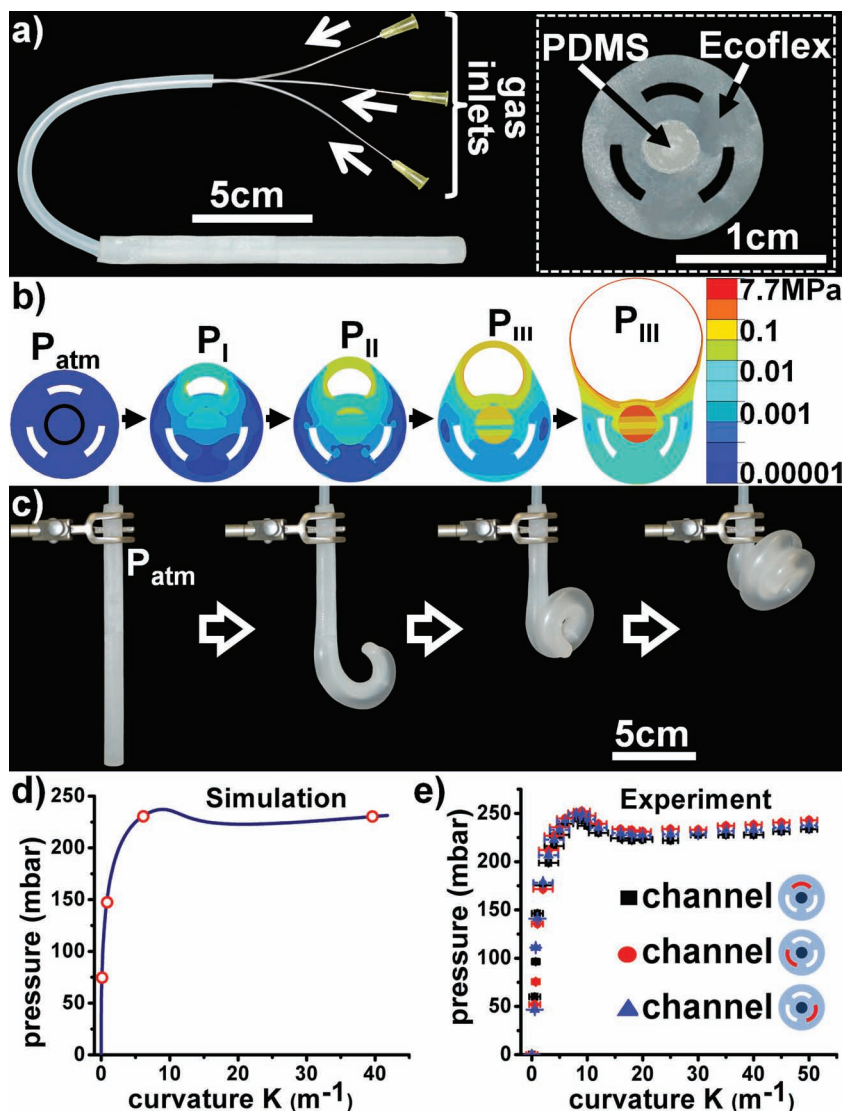 a)
gas
inlets
5cm
PDMS
Ecoflex
1cm
b)
P_atm
P_I
P_II
P_III
P_III
7.7MPa
0.1
0.01
0.001
0.00001
c)
P_atm
5cm
d)
Simulation
250
200
150
100
50
0
0 10 20 30 40
pressure (mbar)
curvature K (m⁻¹)
e)
Experiment
250
200
150
100
50
0
0 10 20 30 40 50
pressure (mbar)
curvature K (m⁻¹)
channel
channel
channel